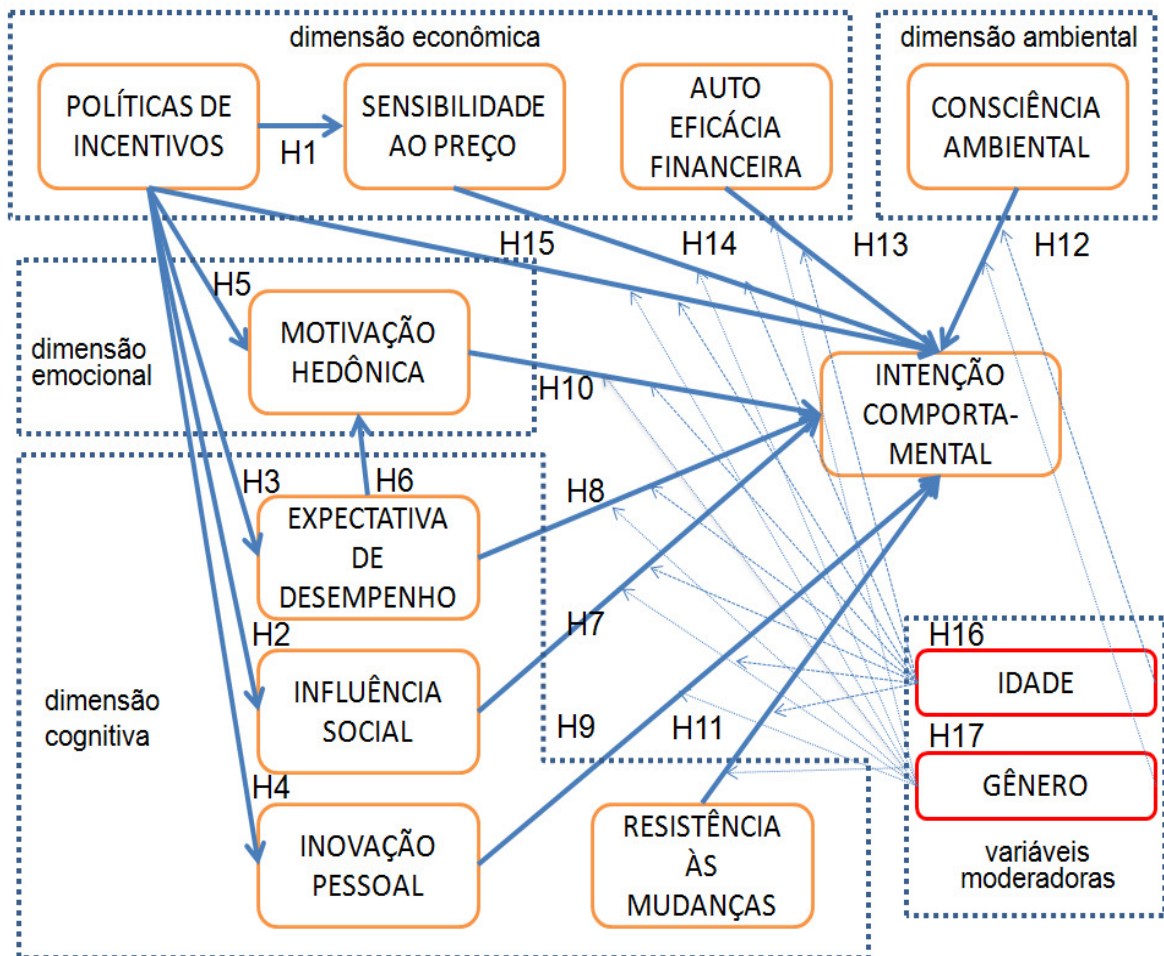 dimensão econômica
dimensão ambiental
POLÍTICAS DE
INCENTIVOS
H1
SENSIBILIDADE
AO PREÇO
AUTO
EFICÁCIA
FINANCEIRA
CONSCIÊNCIA
AMBIENTAL
H15
H14
H13
H12
H5
dimensão
emocional
MOTIVAÇÃO
HEDÔNICA
H10
INTENÇÃO
COMPORTA-
MENTAL
H3
H6
H8
EXPECTATIVA
DE
DESEMPENHO
H2
H7
dimensão
cognitiva
INFLUÊNCIA
SOCIAL
H9
H11
H16
IDADE
H17
GÊNERO
variáveis
moderadoras
H4
INOVAÇÃO
PESSOAL
RESISTÊNCIA
ÀS
MUDANÇAS